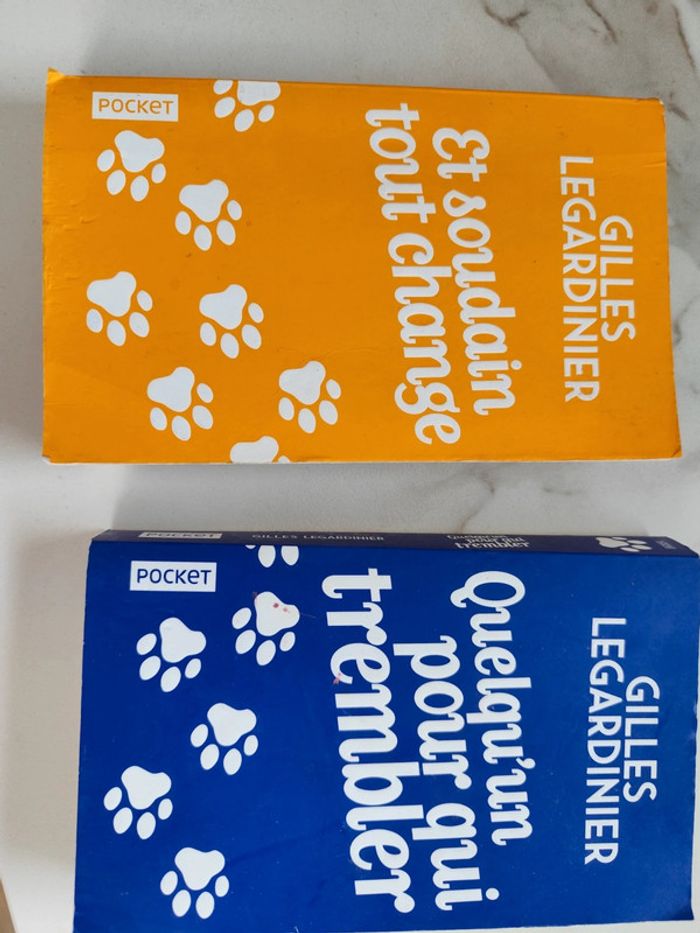 GILLES
LEGARDINIER
Et soudain
tout change
POCKET
GILLES
LEGARDINIER
Quelqu'un
pour qui
trembler
POCKET
POCKET
GILLES LEGARDINIER
Quelqu'un
pour qui
trembler
POCKET